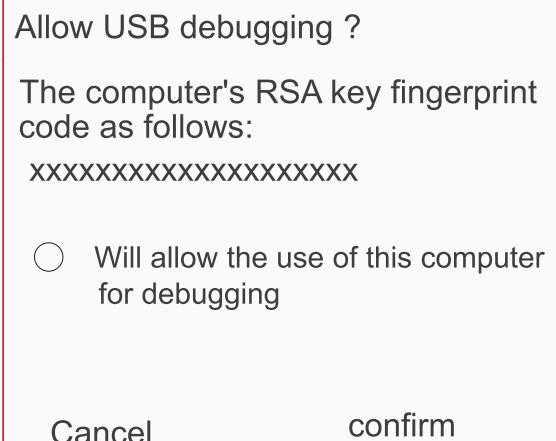 Allow USB debugging ?
The computer's RSA key fingerprint
code as follows:
xxxxxxxxxxxxxxxxxxxx
Will allow the use of this computer
for debugging
Cancel confirm